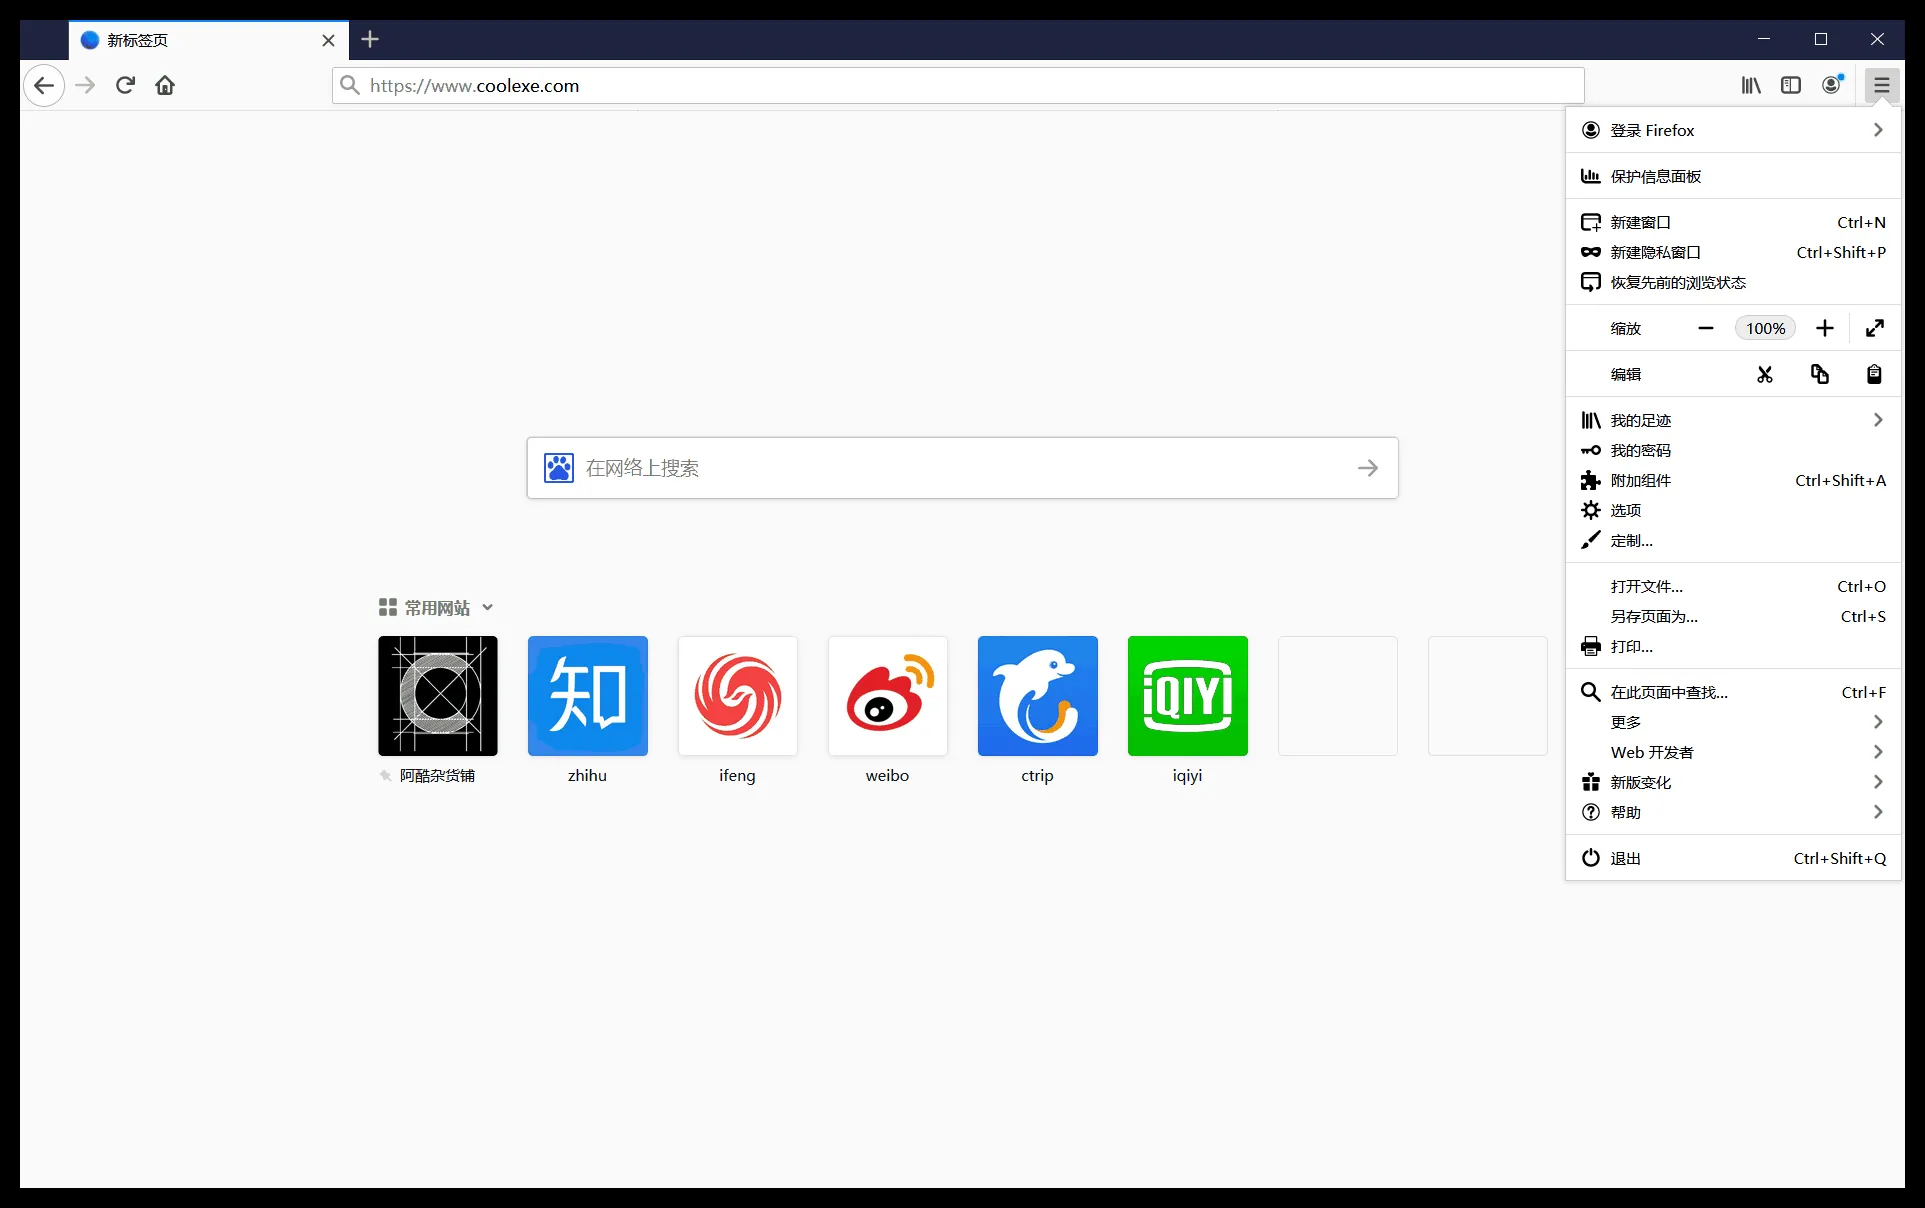 新标签页
https://www.coolexe.com
登录 Firefox
保护信息面板
新建窗口 Ctrl+N
新建隐私窗口 Ctrl+Shift+P
恢复先前的浏览状态
缩放 100%
编辑
我的足迹
我的密码
附加组件 Ctrl+Shift+A
选项
定制...
打开文件... Ctrl+O
另存页面为... Ctrl+S
打印...
在此页面中查找... Ctrl+F
更多
Web 开发者
新版变化
帮助
退出 Ctrl+Shift+Q
在网络上搜索
常用网站
知
iQIYI
阿酷杂货铺 zhihu ifeng weibo ctrip iqiyi